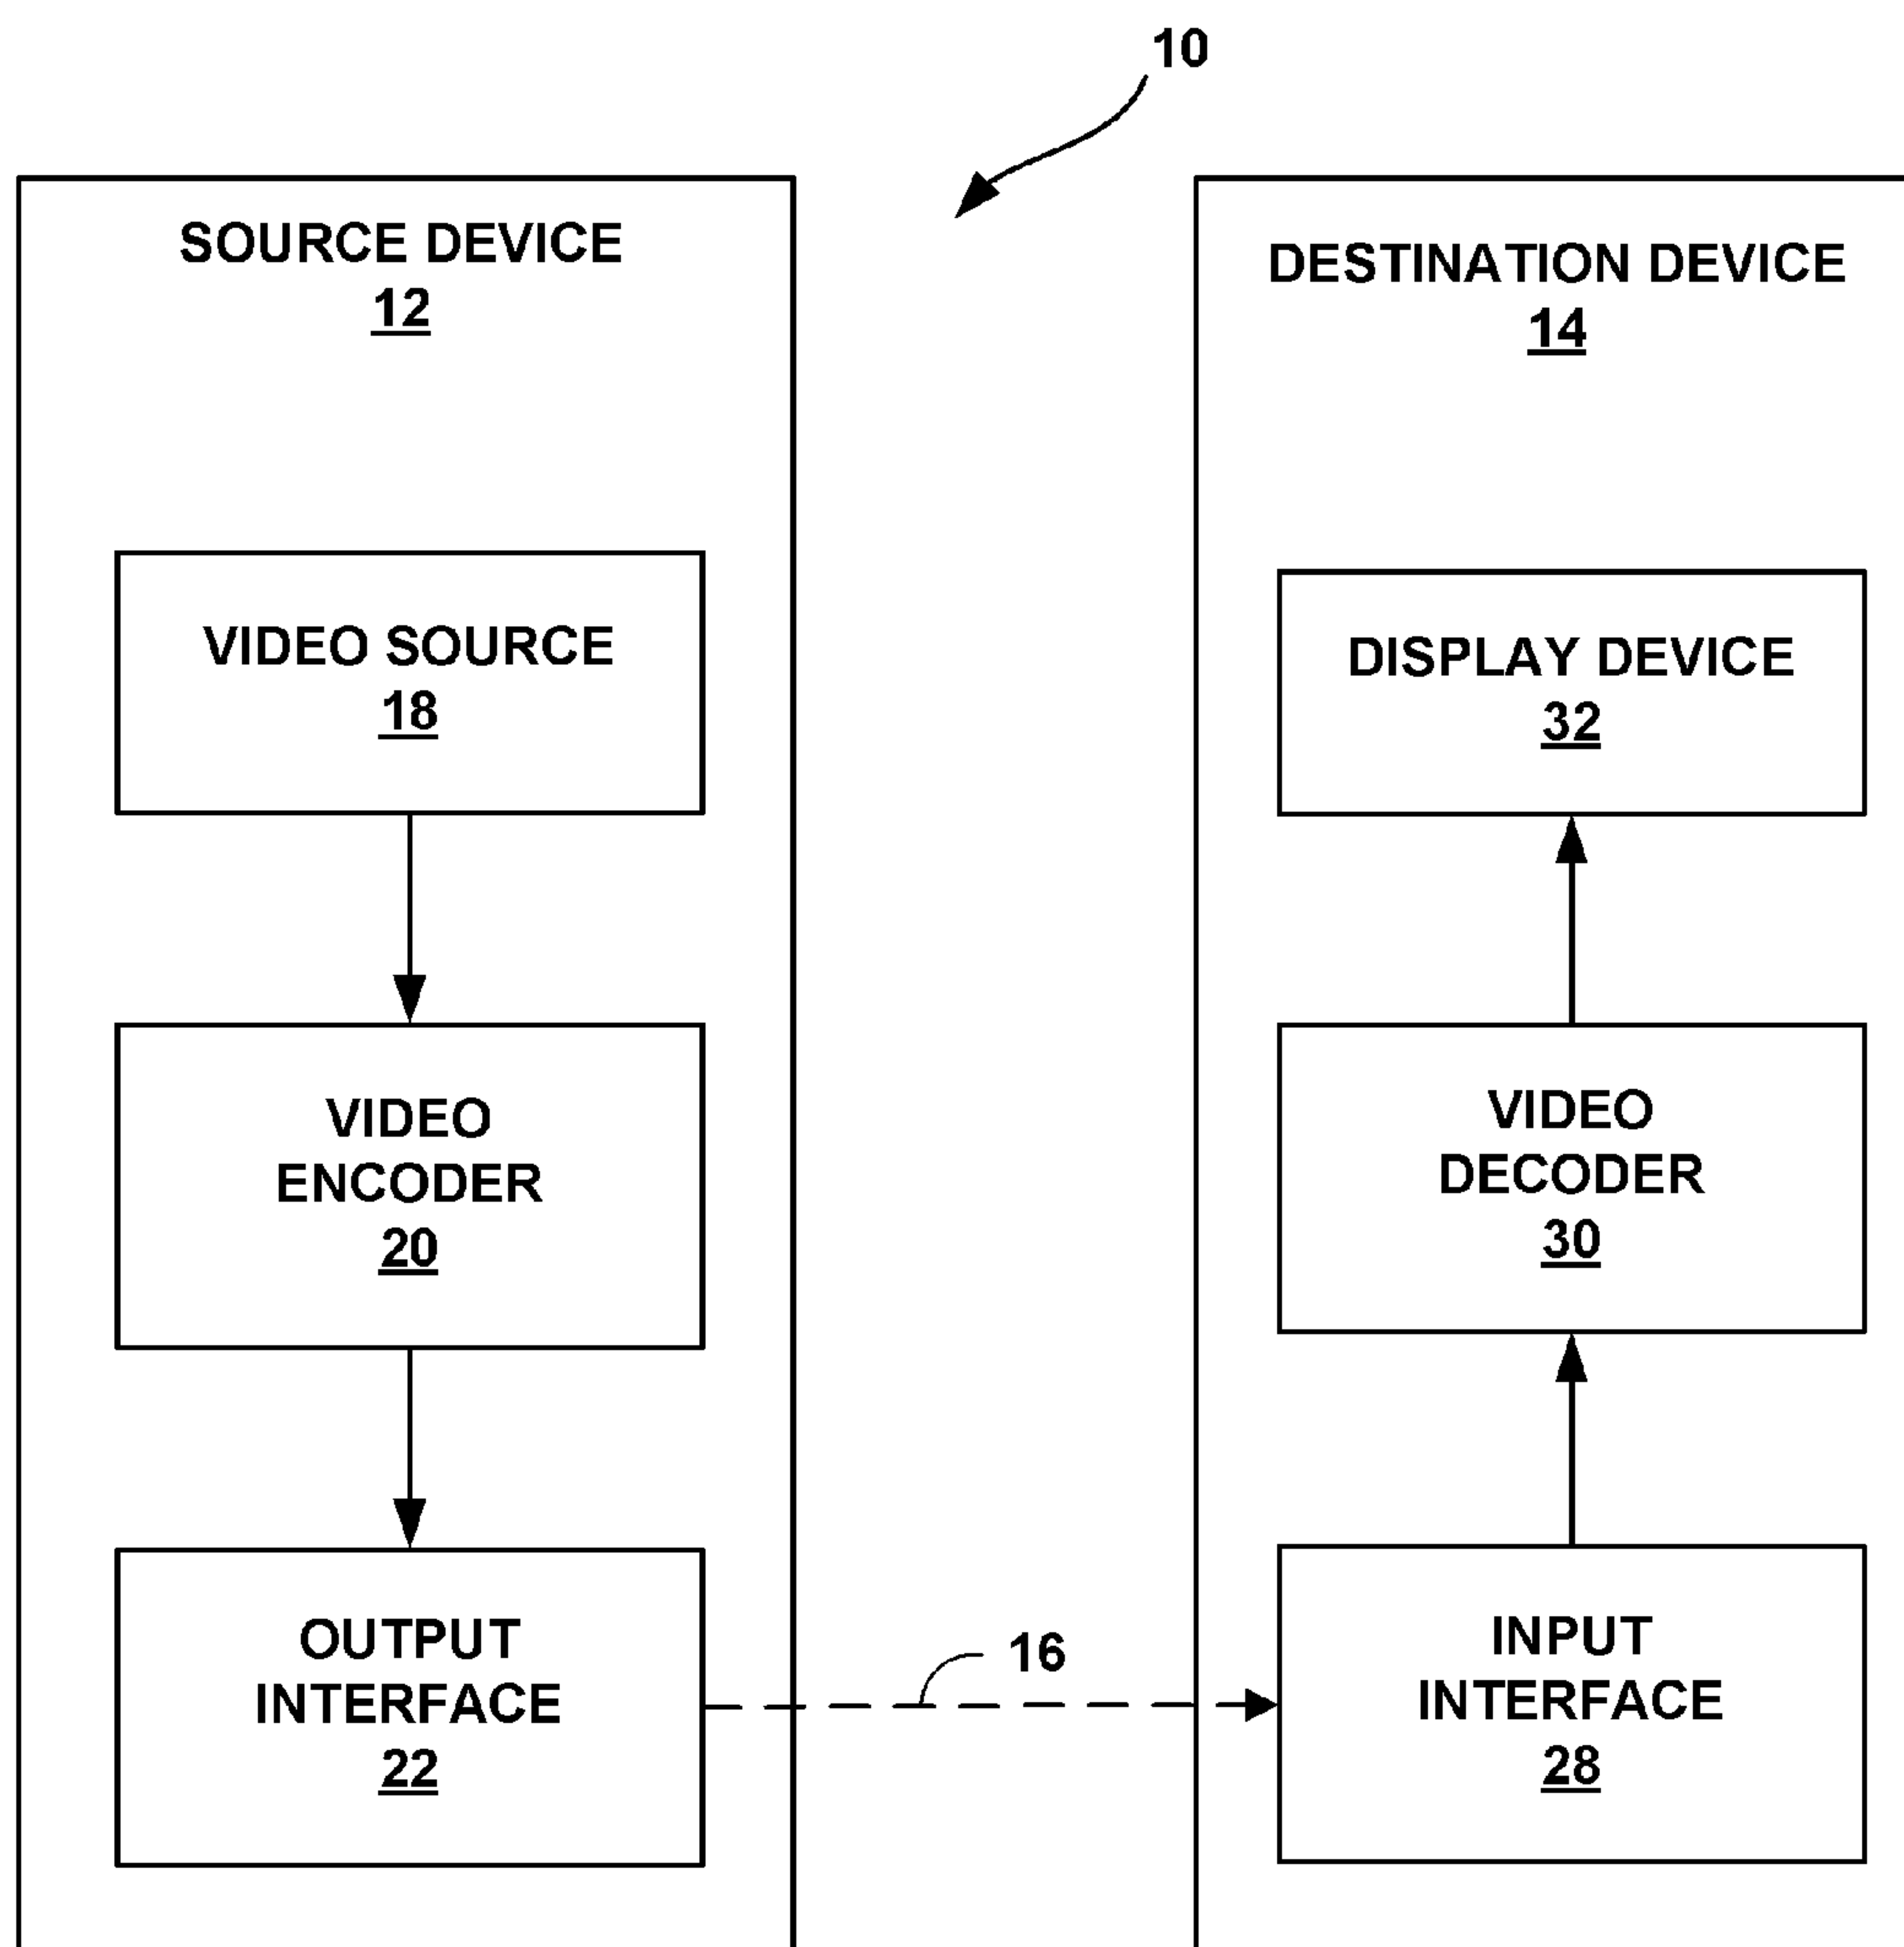 10
SOURCE DEVICE
12
VIDEO SOURCE
18
VIDEO
ENCODER
20
OUTPUT
INTERFACE
22
16
DESTINATION DEVICE
14
DISPLAY DEVICE
32
VIDEO
DECODER
30
INPUT
INTERFACE
28